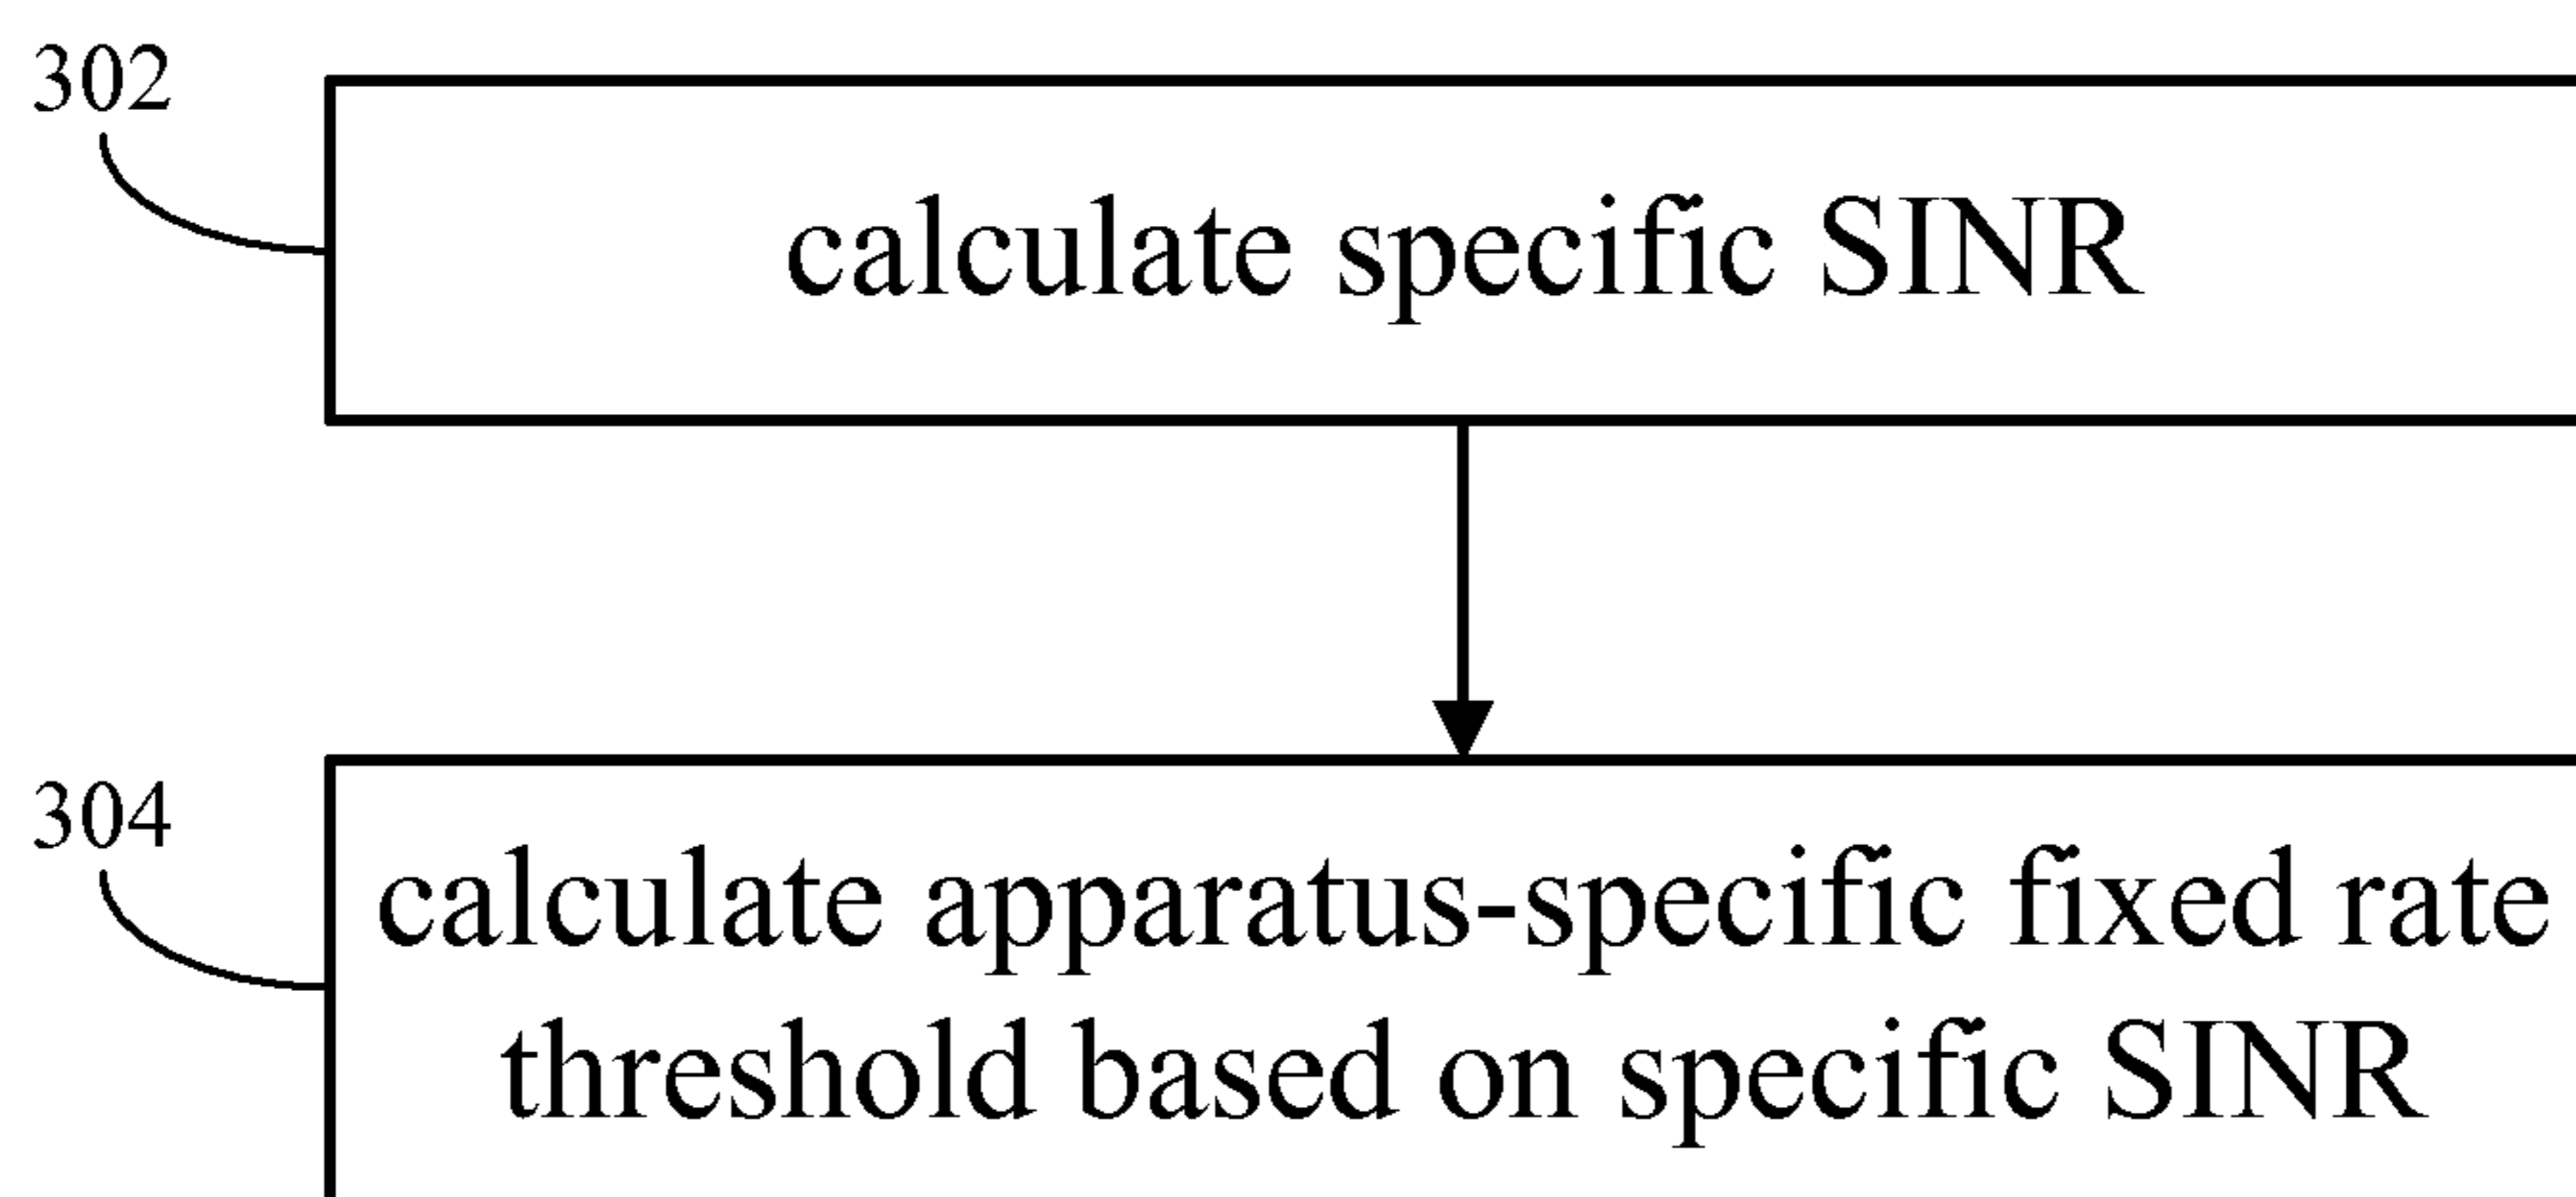 302
calculate specific SINR
304
calculate apparatus-specific fixed rate
threshold based on specific SINR